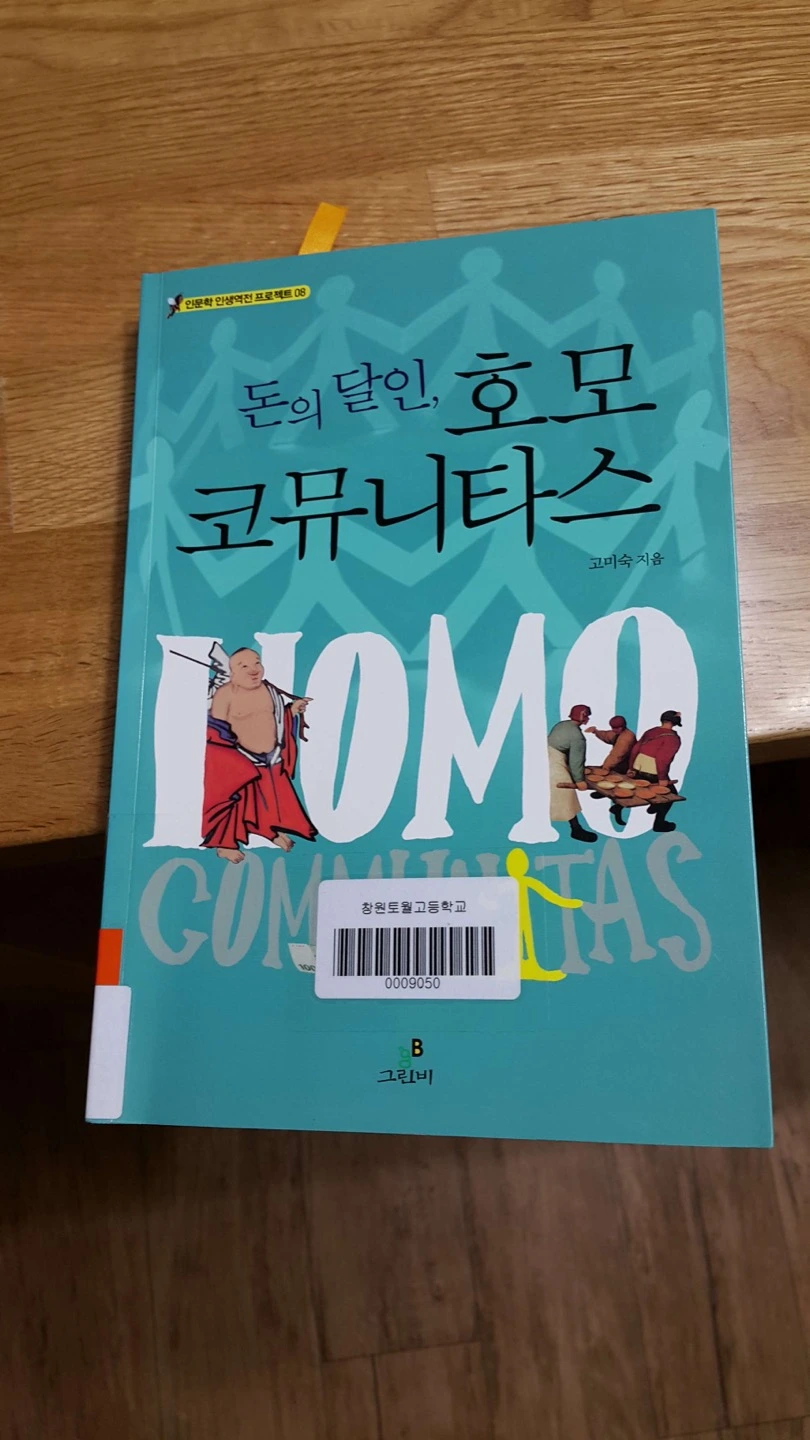 인문학 인생역전 프로젝트 08
돈의 달인, 호모
코뮤니타스
고미숙 지음
HOMO
COMMUNITAS
창원토월고등학교
0009050
gB
그린비